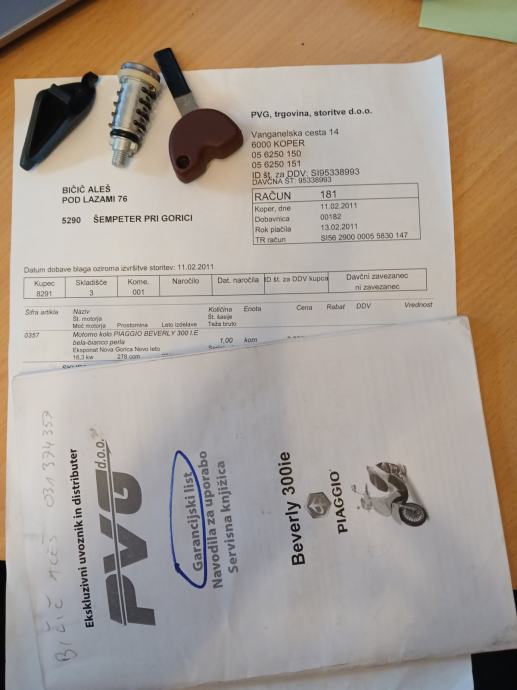 PVG, trgovina, storitve d.o.o.
Vanganelska cesta 14
6000 KOPER
05 6250 150
05 6250 151
ID št. za DDV: SI95338993
DAVČNA ŠT: 95338993
BIČIČ ALEŠ
POD LAZAMI 76
5290 ŠEMPETER PRI GORICI
RAČUN 181
Koper, dne 11.02.2011
Dobavnica 00182
Rok plačila 13.02.2011
TR račun SI56 2900 0005 5830 147
Datum dobave blaga oziroma izvršitve storitev: 11.02.2011
Kupec Skladišče Kome. Naročilo Dat. naročila ID št. za DDV kupca Davčni zavezanec
8291 3 001 ni zavezanec
Šifra artikla Naziv Količina Enota Cena Rabat DDV Vrednost
Št. motorja Št. šasije
Moč motorja Prostornina Leto izdelave Teža bruto
0357 Motorno kolo PIAGGIO BEVERLY 300 I.E
bela-bianco perla 1,00 kom
Eksponat Nova Gorica Novo leto
16,3 kw 278 ccm
BIČIČ ALEŠ 031 374357
Ekskluzivni uvoznik in distributer
PVG d.o.o.
Garancijski list
Navodila za uporabo
Servisna knjižica
Beverly 300ie
PIAGGIO